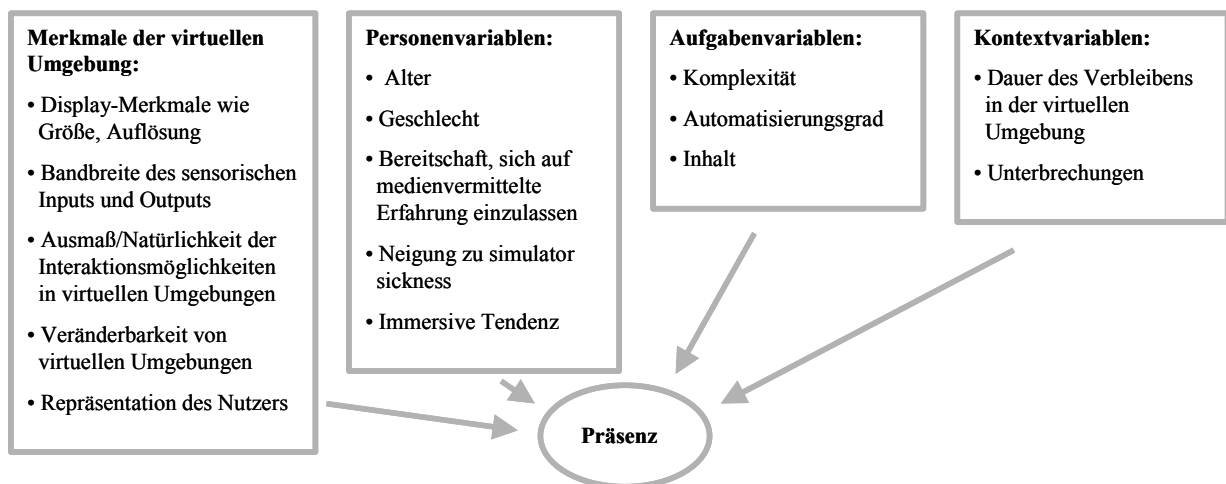 Merkmale der virtuellen
Umgebung:
• Display-Merkmale wie
Größe, Auflösung
• Bandbreite des sensorischen
Inputs und Outputs
• Ausmaß/Natürlichkeit der
Interaktionsmöglichkeiten
in virtuellen Umgebungen
• Veränderbarkeit von
virtuellen Umgebungen
• Repräsentation des Nutzers
Personenvariablen:
• Alter
• Geschlecht
• Bereitschaft, sich auf
medienvermittelte
Erfahrung einzulassen
• Neigung zu simulator
sickness
• Immersive Tendenz
Aufgabenvariablen:
• Komplexität
• Automatisierungsgrad
• Inhalt
Kontextvariablen:
• Dauer des Verbleibens
in der virtuellen
Umgebung
• Unterbrechungen
Präsenz